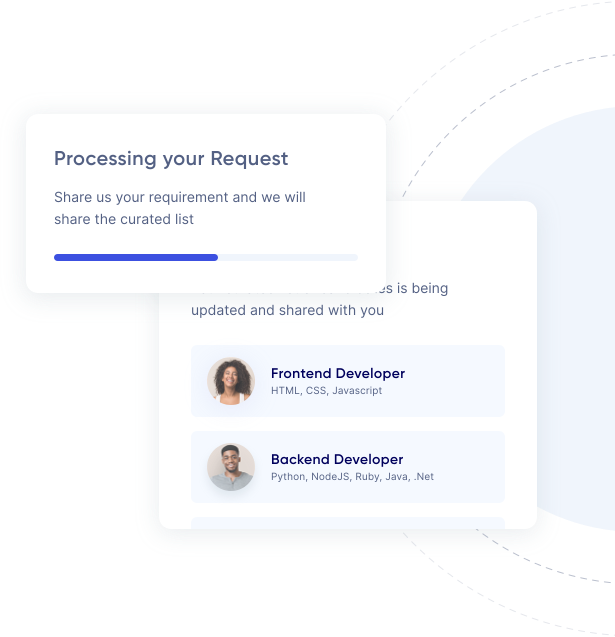 Processing your Request
Share us your requirement and we will
share the curated list
is being
updated and shared with you
Frontend Developer
HTML, CSS, Javascript
Backend Developer
Python, NodeJS, Ruby, Java, .Net